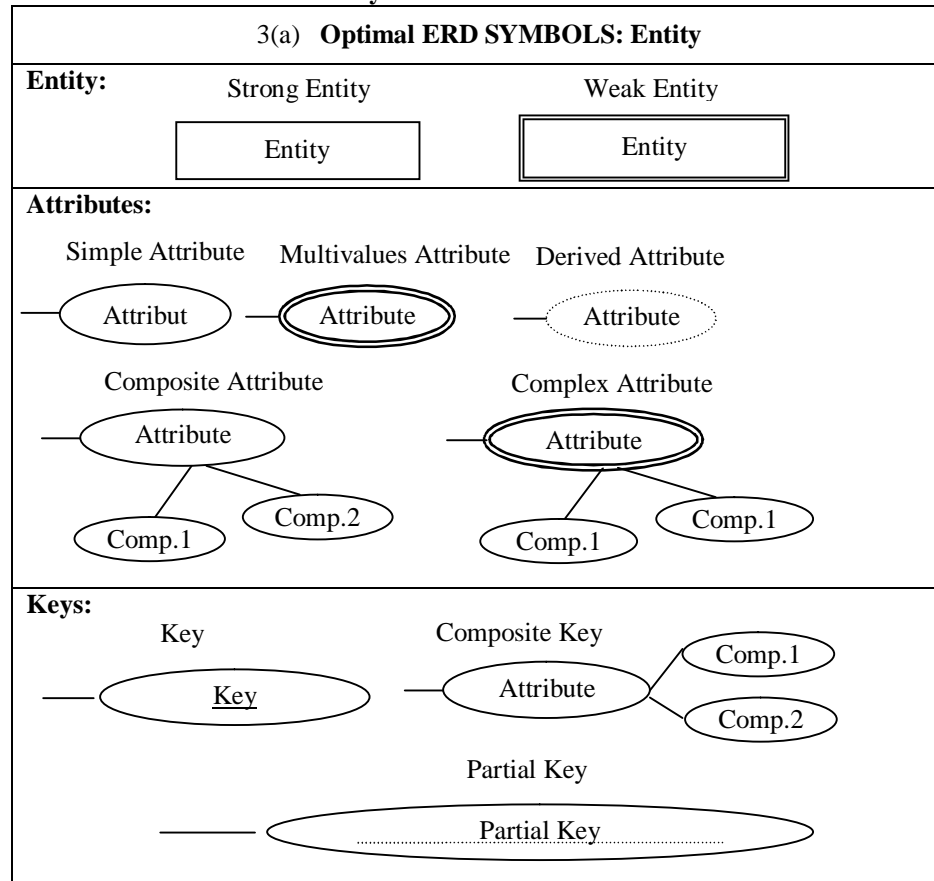 3(a) Optimal ERD SYMBOLS: Entity
Entity:
Strong Entity
Weak Entity
Entity
Entity
Attributes:
Simple Attribute
Multivalues Attribute
Derived Attribute
Attribut
Attribute
Attribute
Composite Attribute
Complex Attribute
Attribute
Attribute
Comp.1
Comp.2
Comp.1
Comp.1
Keys:
Key
Composite Key
Key
Attribute
Comp.1
Comp.2
Partial Key
Partial Key